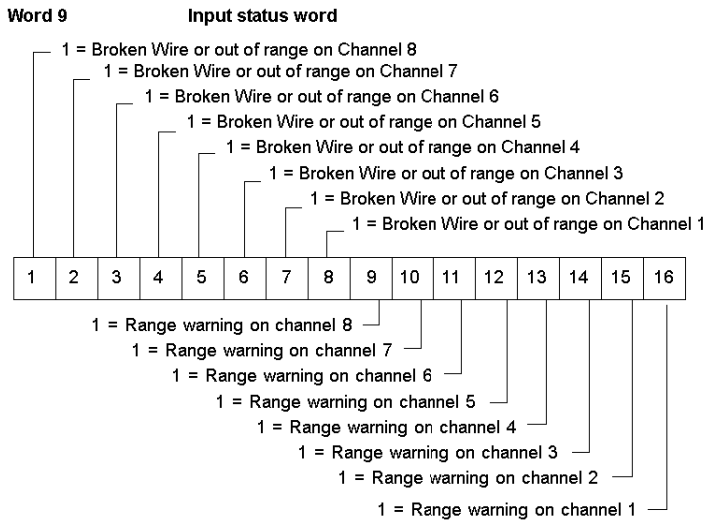 Word 9 Input status word
1 = Broken Wire or out of range on Channel 8
1 = Broken Wire or out of range on Channel 7
1 = Broken Wire or out of range on Channel 6
1 = Broken Wire or out of range on Channel 5
1 = Broken Wire or out of range on Channel 4
1 = Broken Wire or out of range on Channel 3
1 = Broken Wire or out of range on Channel 2
1 = Broken Wire or out of range on Channel 1
1 2 3 4 5 6 7 8 9 10 11 12 13 14 15 16
1 = Range warning on channel 8
1 = Range warning on channel 7
1 = Range warning on channel 6
1 = Range warning on channel 5
1 = Range warning on channel 4
1 = Range warning on channel 3
1 = Range warning on channel 2
1 = Range warning on channel 1